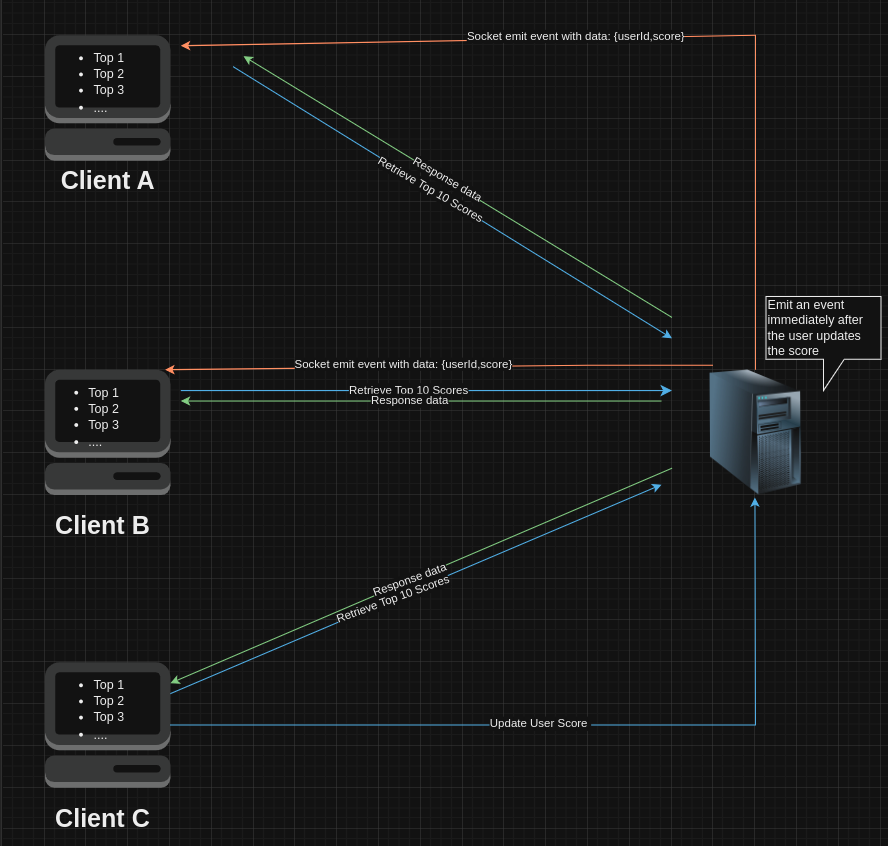 Socket emit event with data: {userId,score}
• Top 1
• Top 2
• Top 3
• ....
Client A
Response data
Retrieve Top 10 Scores
Emit an event
immediately after
the user updates
the score
Socket emit event with data: {userId,score}
Retrieve Top 10 Scores
Response data
• Top 1
• Top 2
• Top 3
• ....
Client B
Response data
Retrieve Top 10 Scores
• Top 1
• Top 2
• Top 3
• ....
Update User Score
Client C